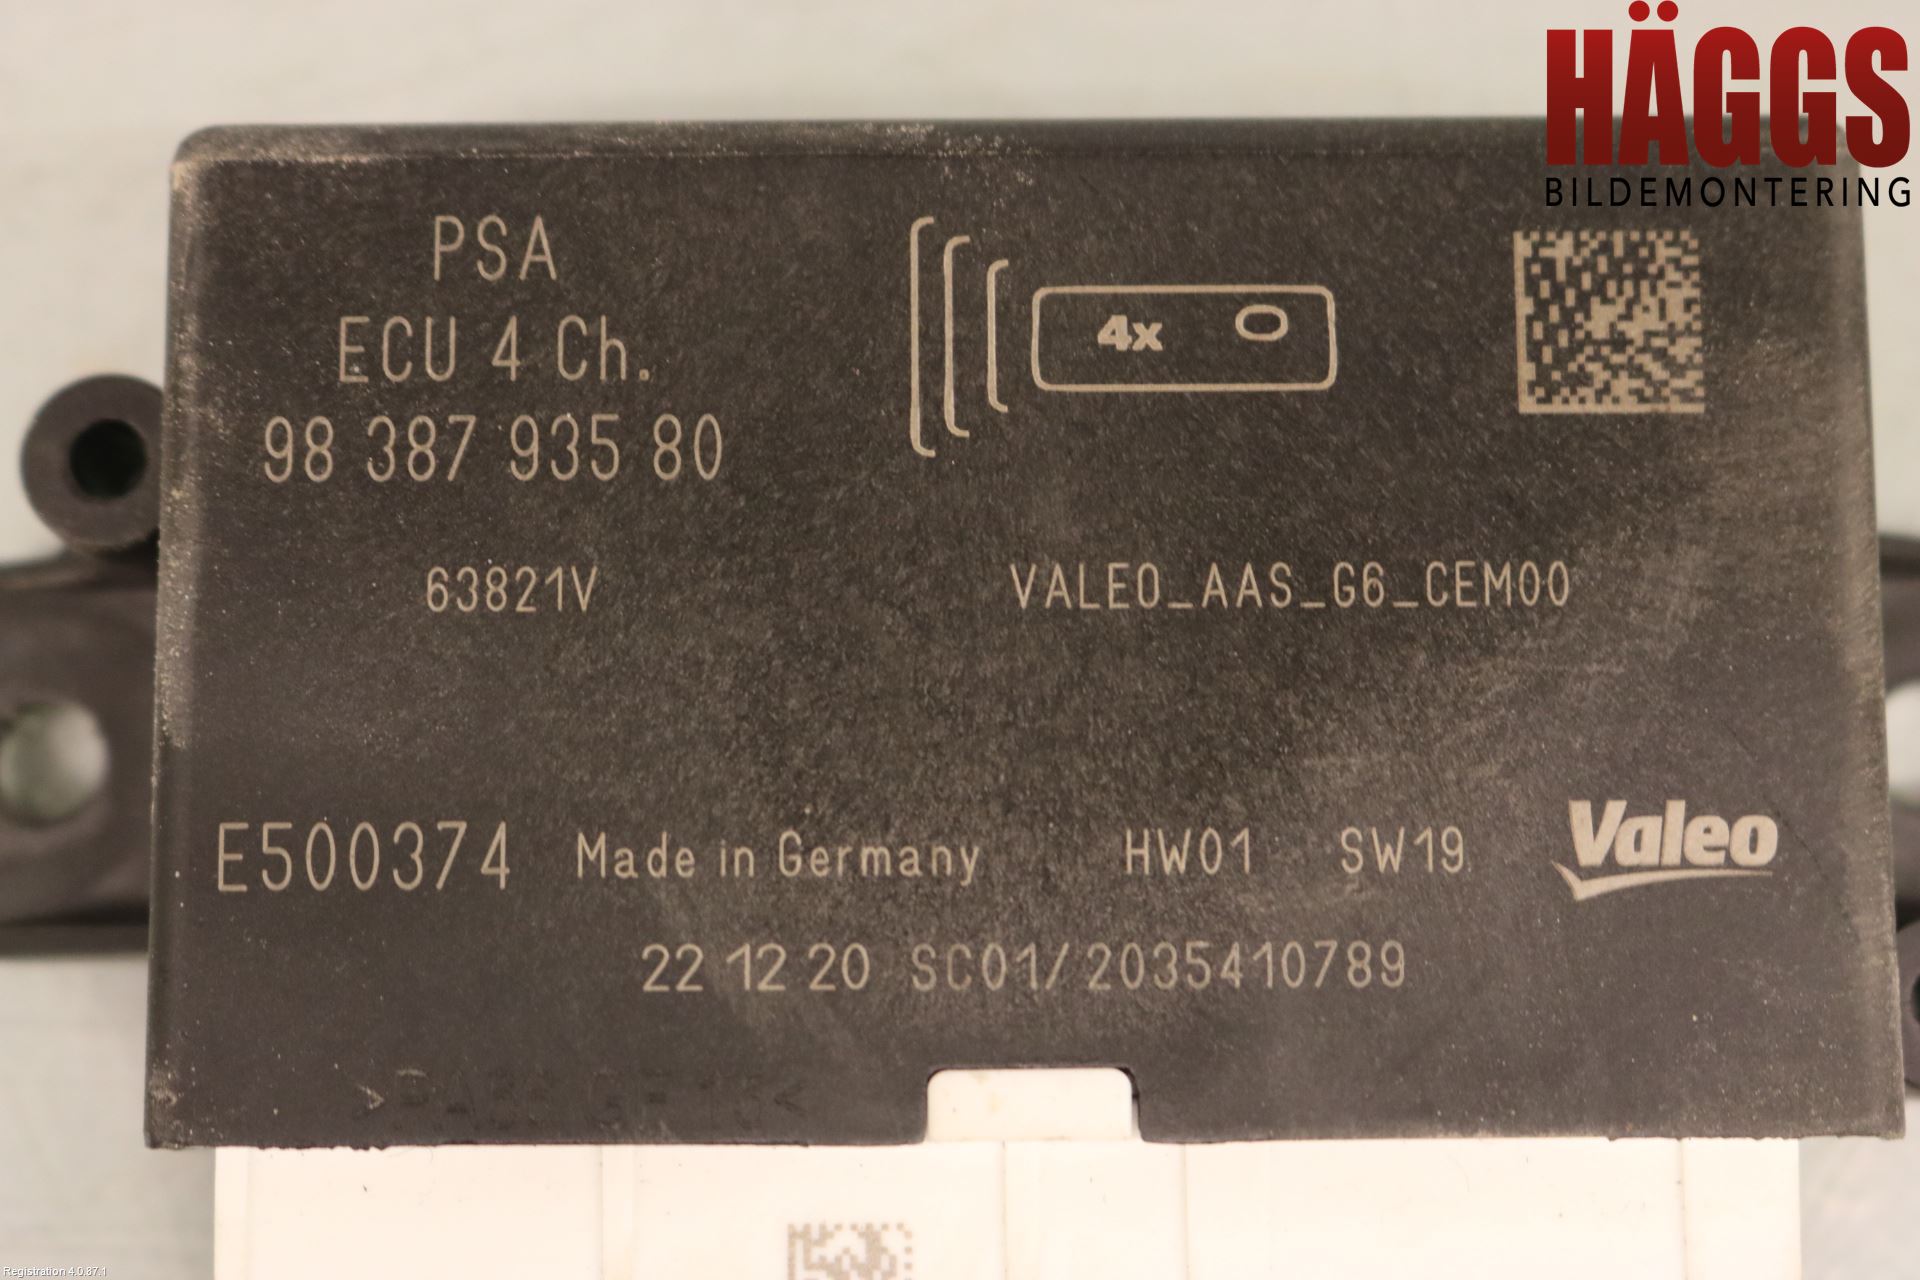 HÄGGS
BILDEMONTERING
PSA
ECU 4 Ch.
98 387 935 80
4x
63821V
VALEO_AAS_G6_CEM00
E500374 Made in Germany HW01 SW19
Valeo
22 12 20 SC01/2035410789
Registration 4.0.87.1